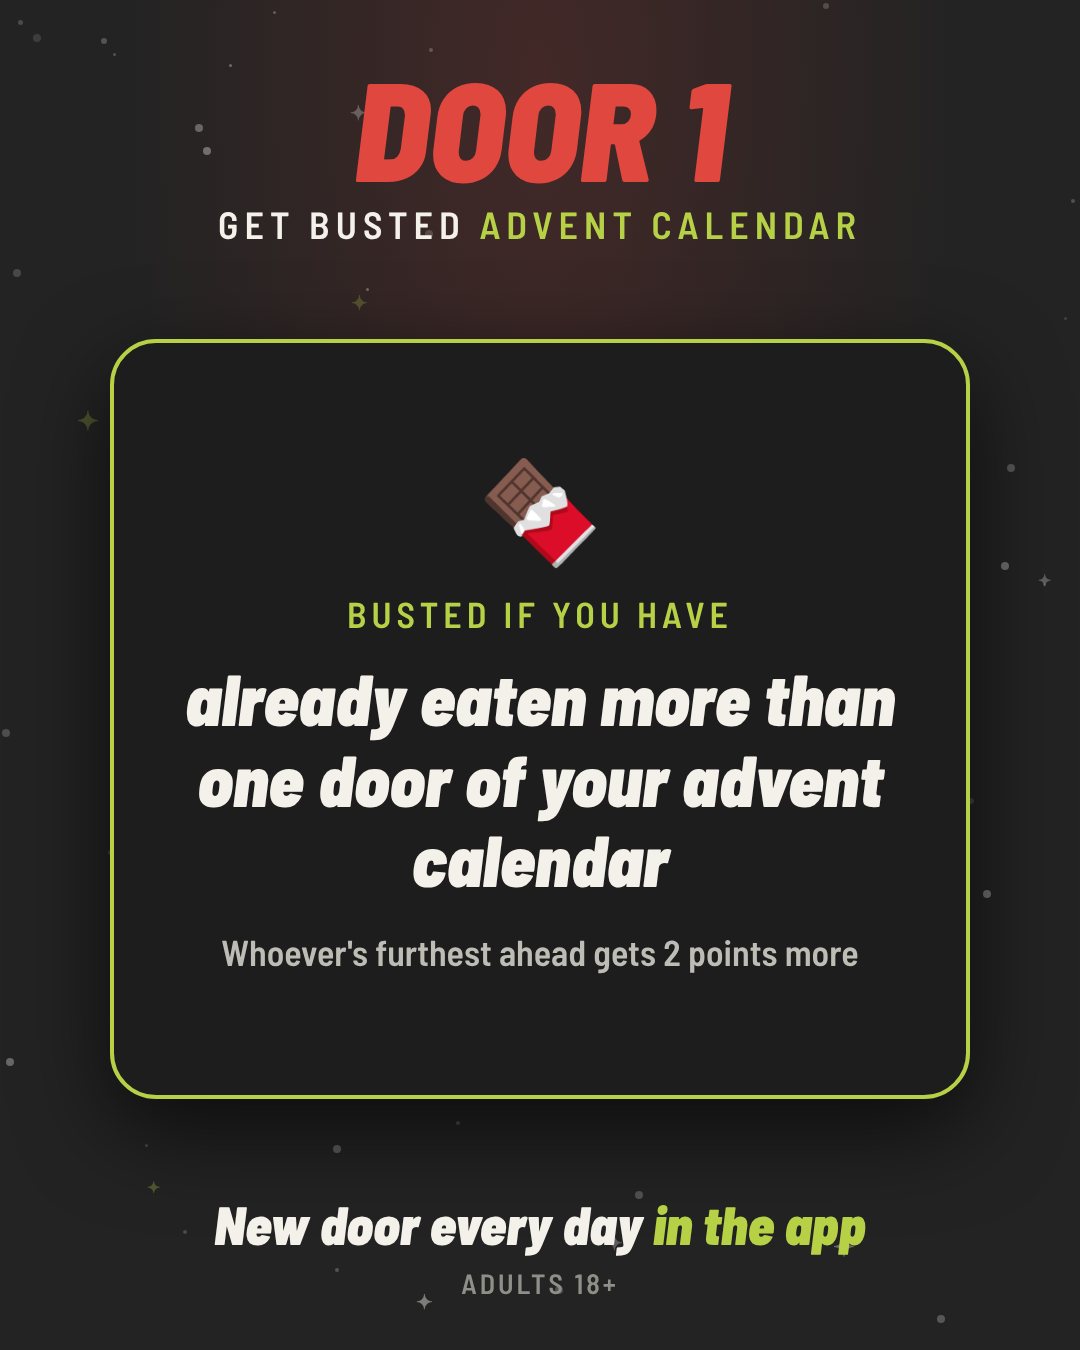 DOOR 1
GET BUSTED ADVENT CALENDAR
BUSTED IF YOU HAVE
already eaten more than
one door of your advent
calendar
Whoever's furthest ahead gets 2 points more
New door every day in the app
ADULTS 18+